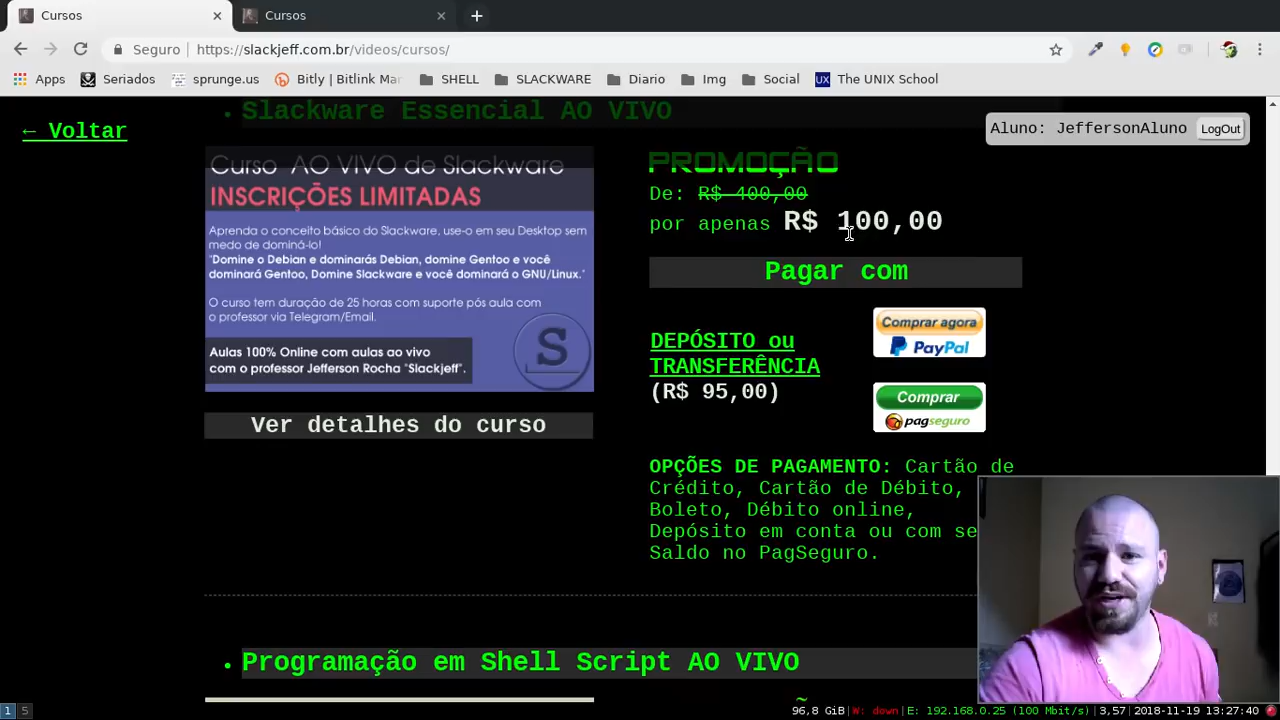 Cursos
Cursos
Seguro
https://slackjeff.com.br/videos/cursos/
Apps
Seriados
sprunge.us
Bitly | Bitlink Mar
SHELL
SLACKWARE
Diario
Img
Social
UX
The UNIX School
← Voltar
Slackware Essencial AO VIVO
Aluno: JeffersonAluno LogOut
Curso AO VIVO de Slackware
INSCRIÇÕES LIMITADAS
Aprenda o conceito básico do Slackware, use-o em seu Desktop sem
medo de dominá-lo!
"Domine o Debian e dominarás Debian, domine Gentoo e você
dominará Gentoo, Domine Slackware e você dominará o GNU/Linux."
O curso tem duração de 25 horas com suporte pós aula com
o professor via Telegram/Email.
Aulas 100% Online com aulas ao vivo
com o professor Jefferson Rocha "Slackjeff".
S
Ver detalhes do curso
PROMOÇÃO
De: R$ 400,00
por apenas R$ 100,00
Pagar com
DEPÓSITO ou
TRANSFERÊNCIA
(R$ 95,00)
Comprar agora
PayPal
Comprar
pagseguro
OPÇÕES DE PAGAMENTO: Cartão de
Crédito, Cartão de Débito,
Boleto, Débito online,
Depósito em conta ou com se
Saldo no PagSeguro.
Programação em Shell Script AO VIVO
1 5
96,8 GiB|W: down|E: 192.168.0.25 (100 Mbit/s)|3,57|2018-11-19 13:27:40